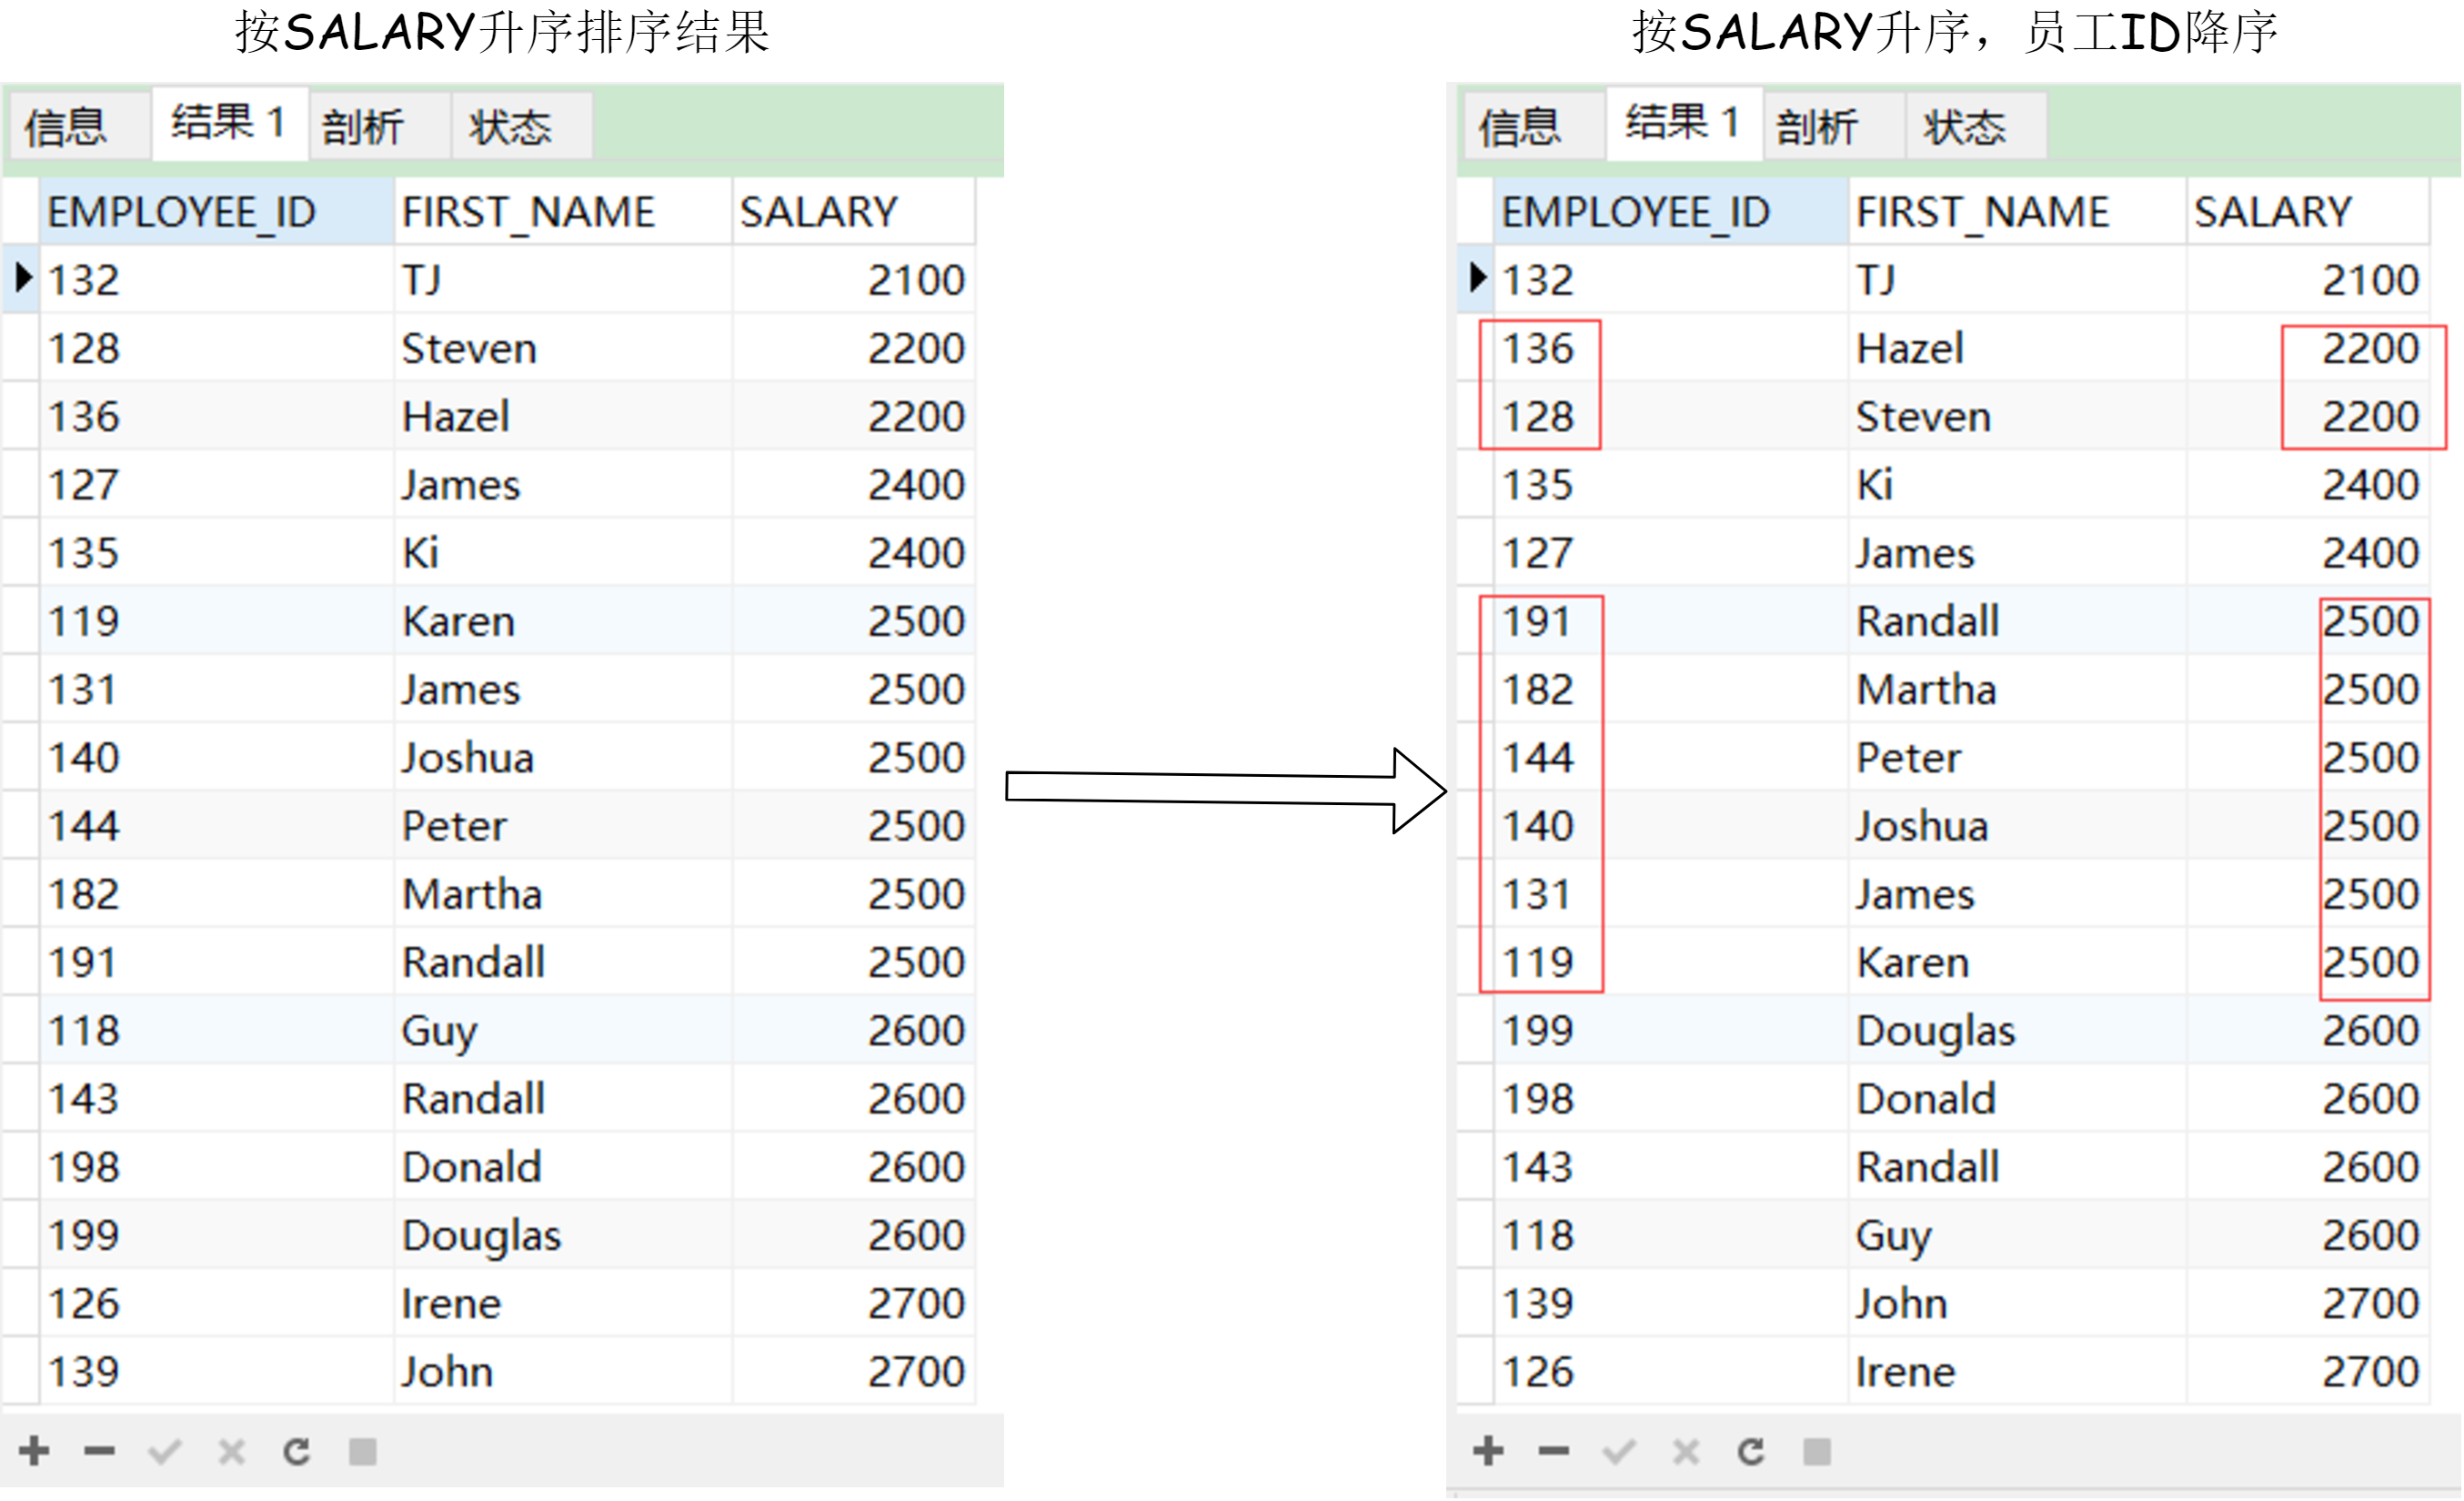 按SALARY升序排序结果
信息 结果 1 剖析 状态
EMPLOYEE_ID FIRST_NAME SALARY
132 TJ 2100
128 Steven 2200
136 Hazel 2200
127 James 2400
135 Ki 2400
119 Karen 2500
131 James 2500
140 Joshua 2500
144 Peter 2500
182 Martha 2500
191 Randall 2500
118 Guy 2600
143 Randall 2600
198 Donald 2600
199 Douglas 2600
126 Irene 2700
139 John 2700
按SALARY升序，员工ID降序
信息 结果 1 剖析 状态
EMPLOYEE_ID FIRST_NAME SALARY
132 TJ 2100
136 Hazel 2200
128 Steven 2200
135 Ki 2400
127 James 2400
191 Randall 2500
182 Martha 2500
144 Peter 2500
140 Joshua 2500
131 James 2500
119 Karen 2500
199 Douglas 2600
198 Donald 2600
143 Randall 2600
118 Guy 2600
139 John 2700
126 Irene 2700